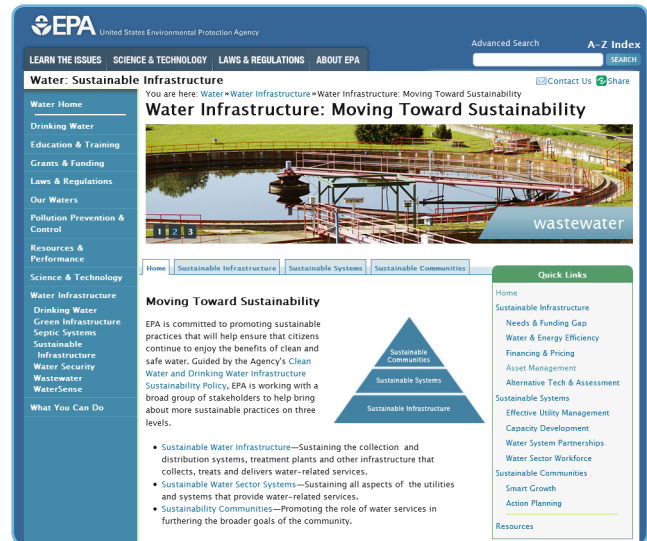 EPA United States Environmental Protection Agency
Advanced Search
A-Z Index
LEARN THE ISSUES SCIENCE & TECHNOLOGY LAWS & REGULATIONS ABOUT EPA
SEARCH
Water: Sustainable Infrastructure
Contact Us Share
You are here: Water»Water Infrastructure»Water Infrastructure: Moving Toward Sustainability
Water Infrastructure: Moving Toward Sustainability
Water Home
Drinking Water
Education & Training
Grants & Funding
Laws & Regulations
Our Waters
Pollution Prevention &
Control
Resources &
Performance
Science & Technology
Water Infrastructure
Drinking Water
Green Infrastructure
Septic Systems
Sustainable
Infrastructure
Water Security
Wastewater
WaterSense
What You Can Do
1 2 3
wastewater
Home Sustainable Infrastructure Sustainable Systems Sustainable Communities
Moving Toward Sustainability
EPA is committed to promoting sustainable
practices that will help ensure that citizens
continue to enjoy the benefits of clean and
safe water. Guided by the Agency's Clean
Water and Drinking Water Infrastructure
Sustainability Policy, EPA is working with a
broad group of stakeholders to help bring
about more sustainable practices on three
levels.
Sustainable
Communities
Sustainable Systems
Sustainable Infrastructure
• Sustainable Water Infrastructure—Sustaining the collection and
distribution systems, treatment plants and other infrastructure that
collects, treats and delivers water-related services.
• Sustainable Water Sector Systems—Sustaining all aspects of the utilities
and systems that provide water-related services.
• Sustainability Communities—Promoting the role of water services in
furthering the broader goals of the community.
Quick Links
Home
Sustainable Infrastructure
Needs & Funding Gap
Water & Energy Efficiency
Financing & Pricing
Asset Management
Alternative Tech & Assessment
Sustainable Systems
Effective Utility Management
Capacity Development
Water System Partnerships
Water Sector Workforce
Sustainable Communities
Smart Growth
Action Planning
Resources